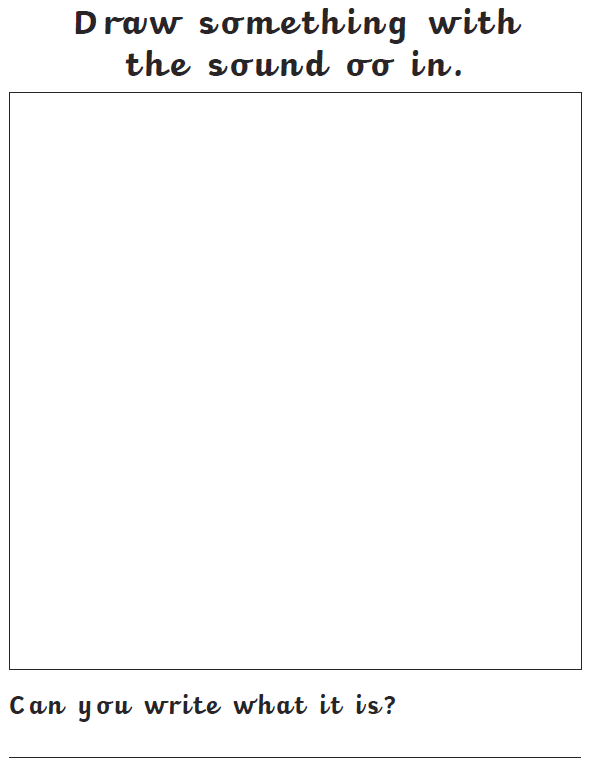 Draw something with
the sound oo in.
Can you write what it is?